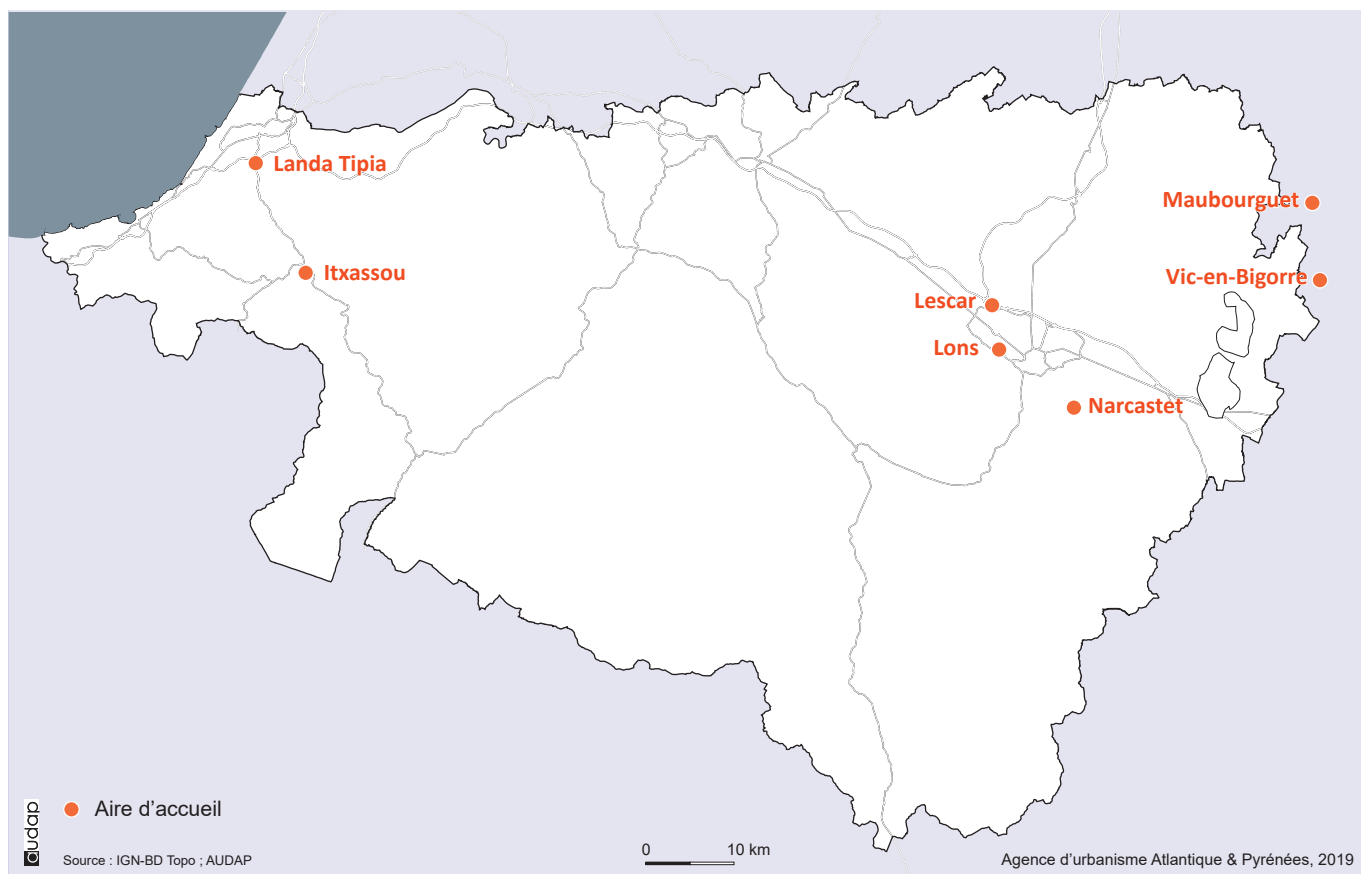 Landa Tipia
Maubourguet
Itxassou
Vic-en-Bigorre
Lescar
Lons
Narcastet
Aire d'accueil
audap
Source : IGN-BD Topo ; AUDAP
0 10 km
Agence d'urbanisme Atlantique & Pyrénées, 2019